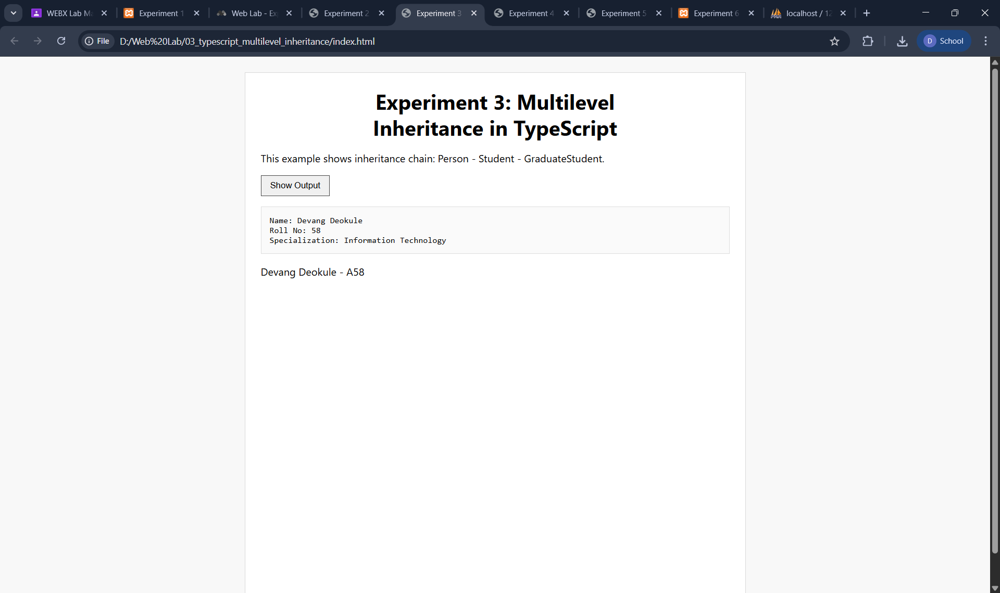 WEBX Lab Ma
Experiment 1
Web Lab - Ex
Experiment 2
Experiment 3
Experiment 4
Experiment 5
Experiment 6
localhost / 12
File
D:/Web%20Lab/03_typescript_multilevel_inheritance/index.html
D
School
Experiment 3: Multilevel
Inheritance in TypeScript
This example shows inheritance chain: Person - Student - GraduateStudent.
Show Output
Name: Devang Deokule
Roll No: 58
Specialization: Information Technology
Devang Deokule - A58